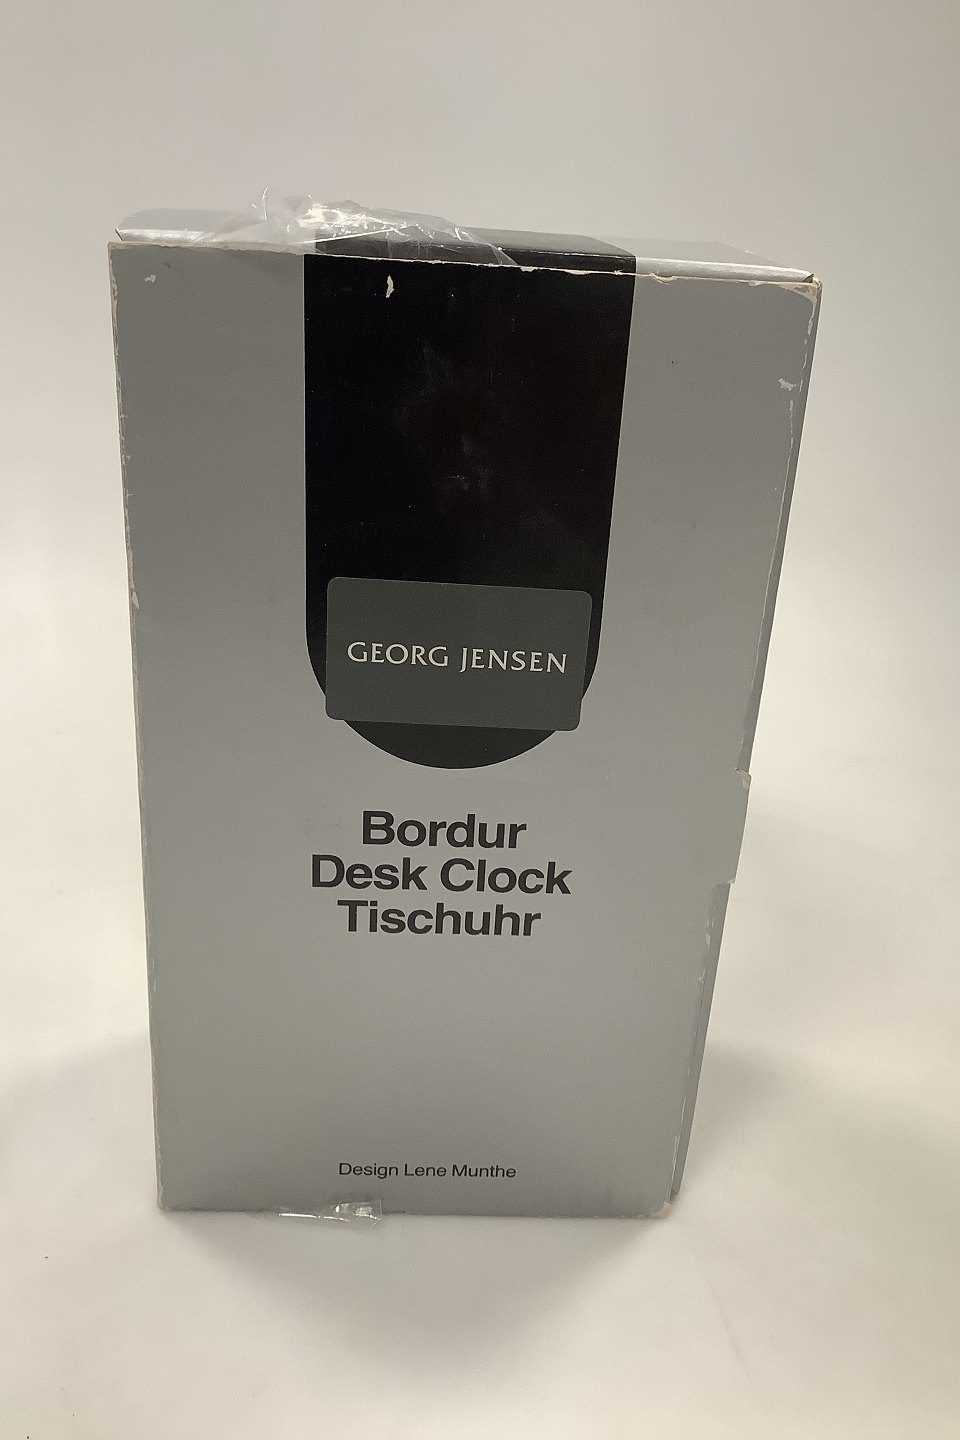 GEORG JENSEN
Bordur
Desk Clock
Tischuhr
Design Lene Munthe